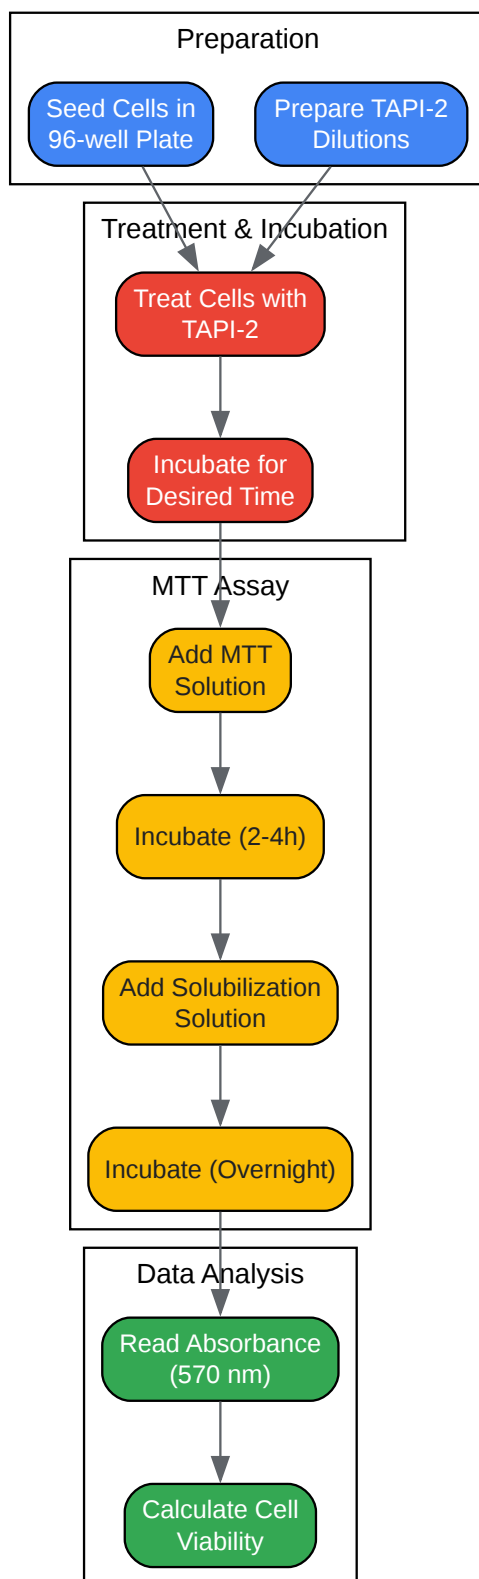 Preparation
Seed Cells in
96-well Plate
Prepare TAPI-2
Dilutions
Treatment & Incubation
Treat Cells with
TAPI-2
Incubate for
Desired Time
MTT Assay
Add MTT
Solution
Incubate (2-4h)
Add Solubilization
Solution
Incubate (Overnight)
Data Analysis
Read Absorbance
(570 nm)
Calculate Cell
Viability